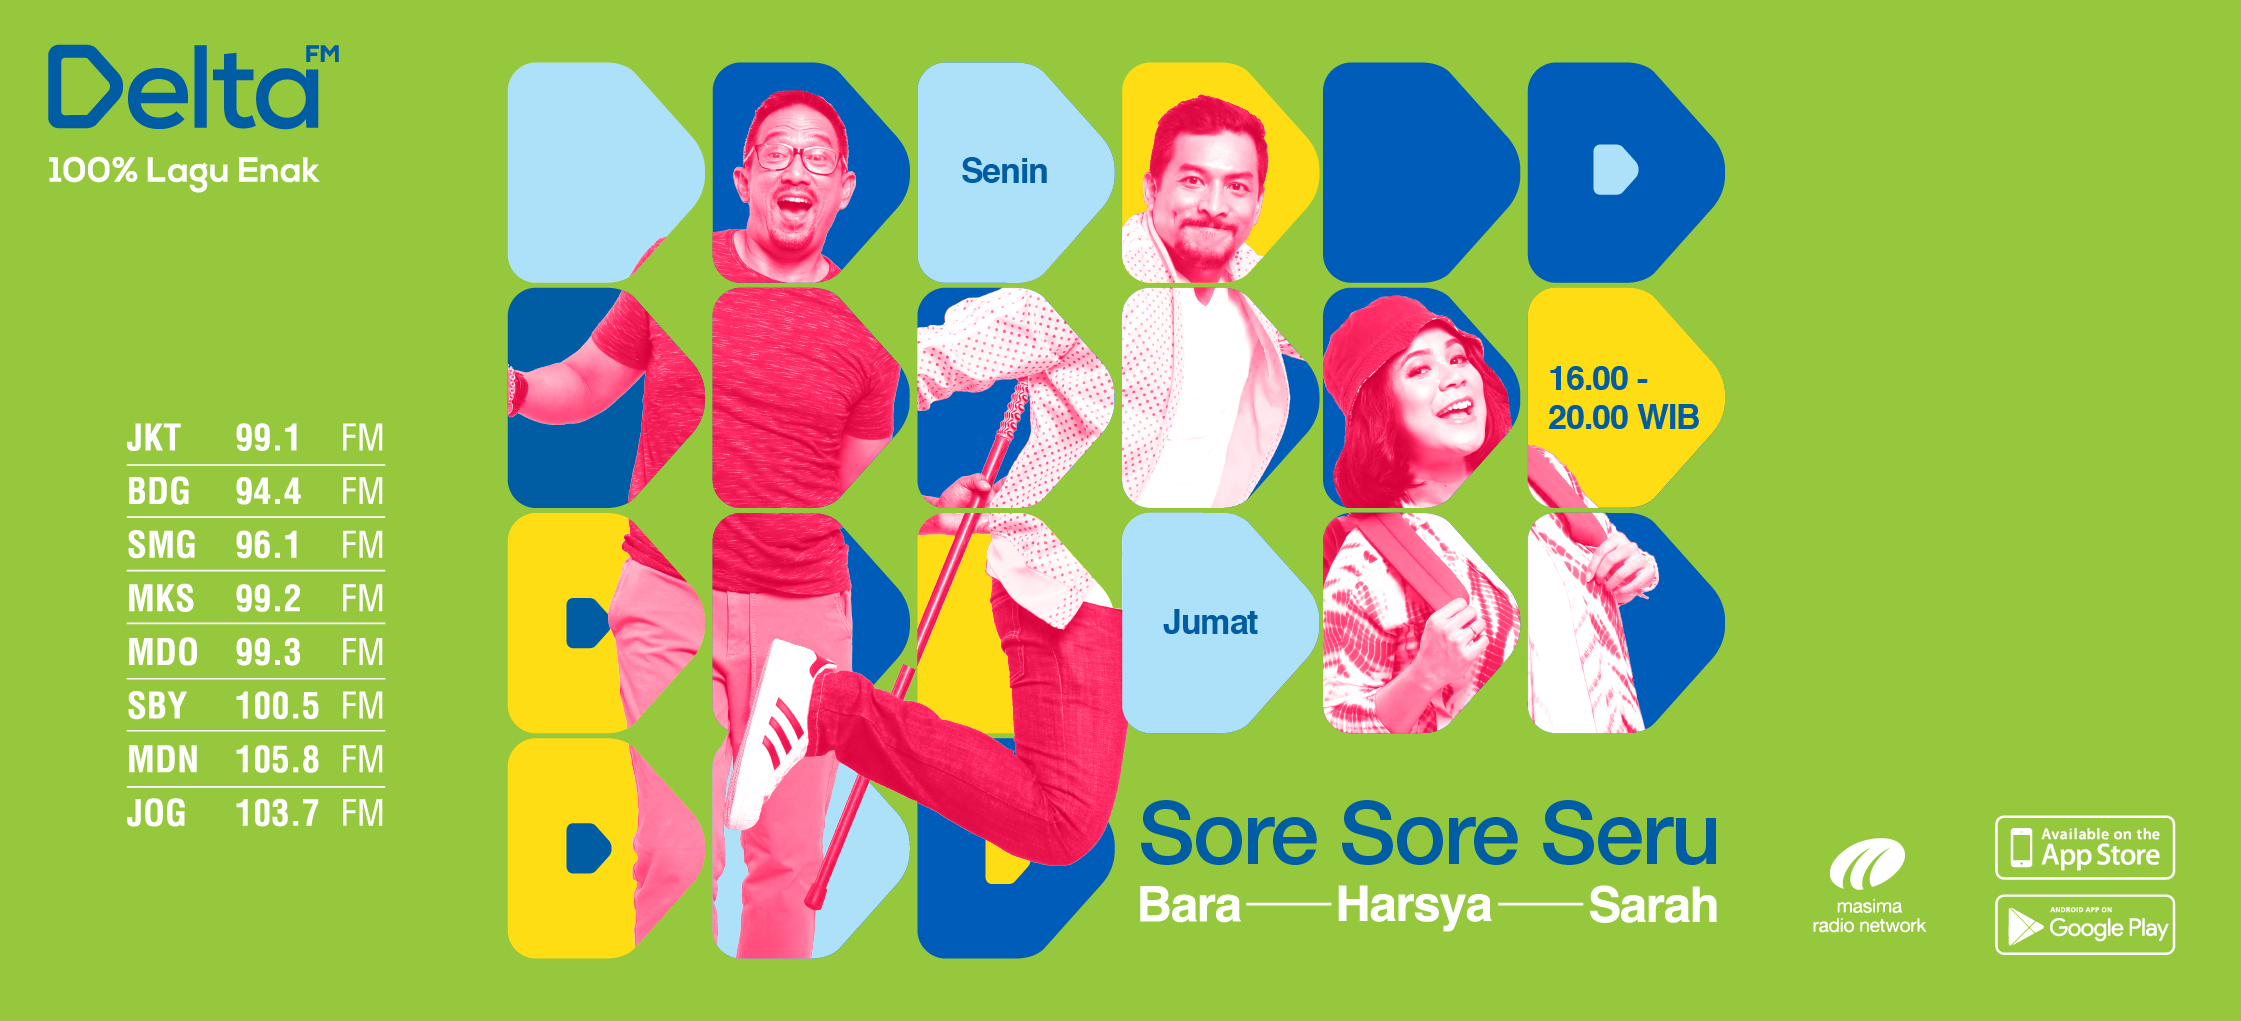 Delta FM
100% Lagu Enak
Senin
16.00 -
20.00 WIB
JKT 99.1 FM
BDG 94.4 FM
SMG 96.1 FM
MKS 99.2 FM
MDO 99.3 FM
SBY 100.5 FM
MDN 105.8 FM
JOG 103.7 FM
Jumat
Sore Sore Seru
Bara Harsya Sarah
masima
radio network
Available on the
App Store
ANDROID APP ON
Google Play